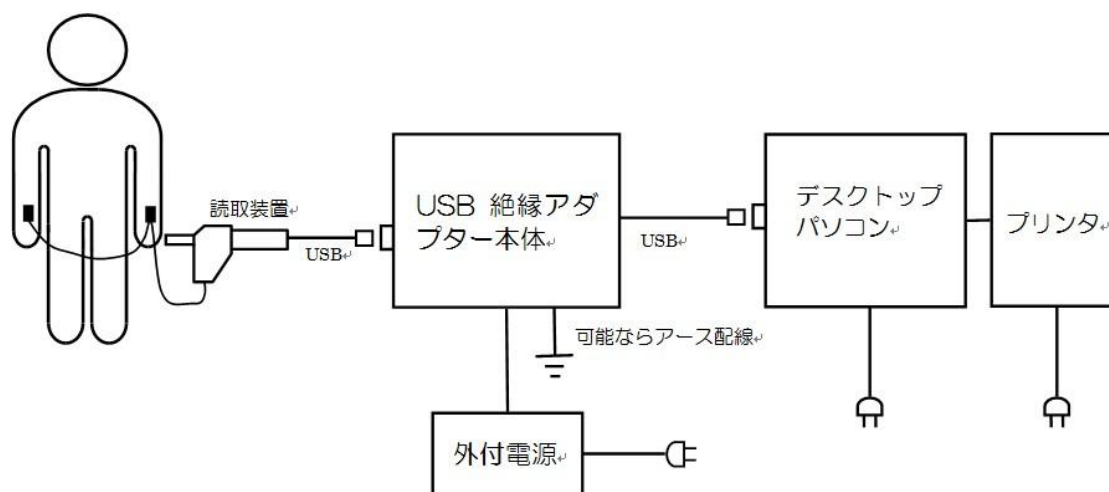 読取装置↵
USB↵
USB 絶縁アダ
プター本体↵
USB↵
デスクトップ
パソコン↵
プリンタ↵
可能ならアース配線↵
外付電源↵